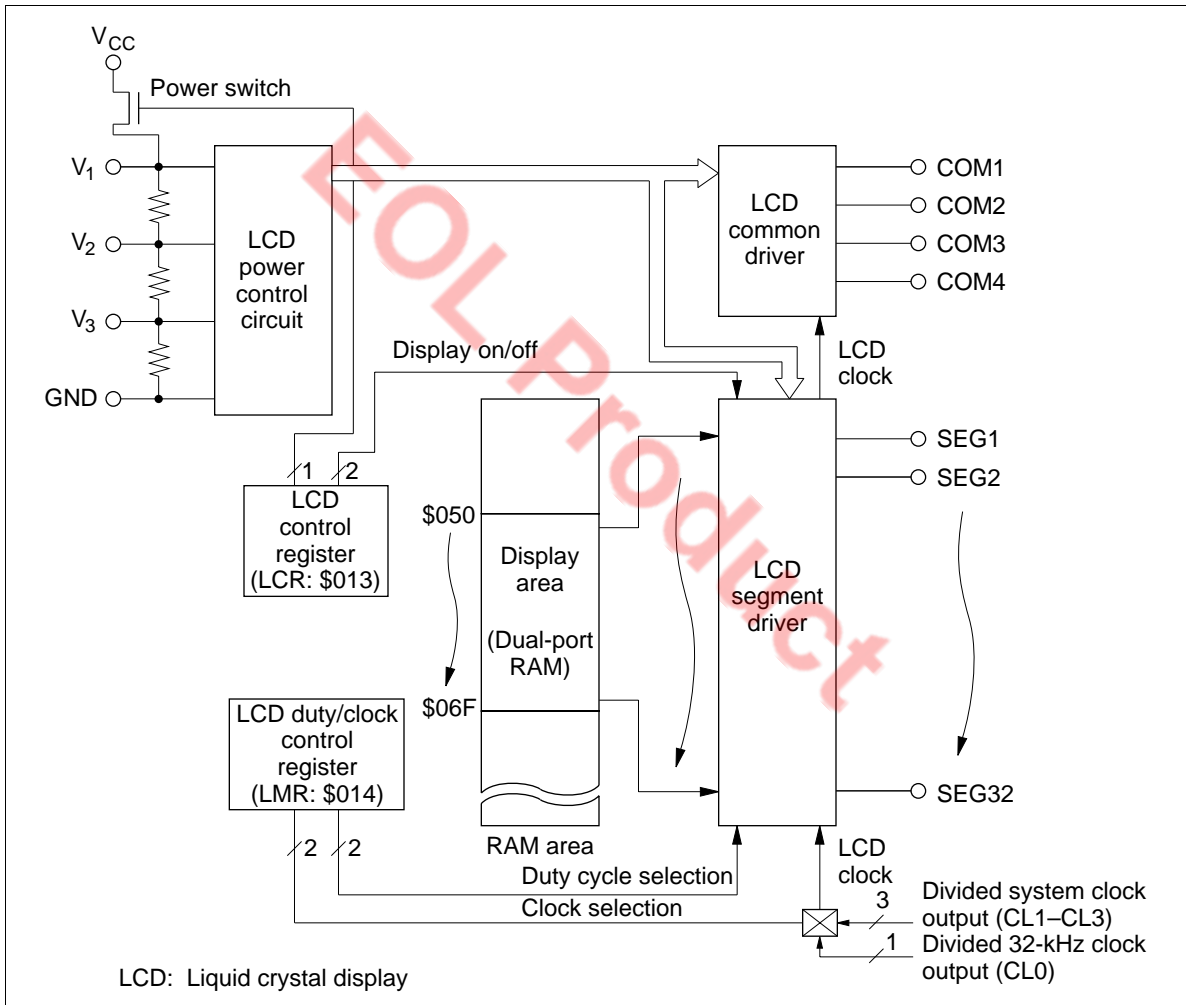 VCC
Power switch
V1
V2
V3
GND
LCD
power
control
circuit
LCD
common
driver
COM1
COM2
COM3
COM4
Display on/off
LCD
clock
1
2
LCD
control
register
(LCR: $013)
$050
Display
area
(Dual-port
RAM)
$06F
RAM area
LCD
segment
driver
SEG1
SEG2
SEG32
LCD duty/clock
control
register
(LMR: $014)
2
2
Duty cycle selection
Clock selection
LCD
clock
3
Divided system clock
output (CL1–CL3)
1
Divided 32-kHz clock
output (CL0)
LCD: Liquid crystal display
EOL Product